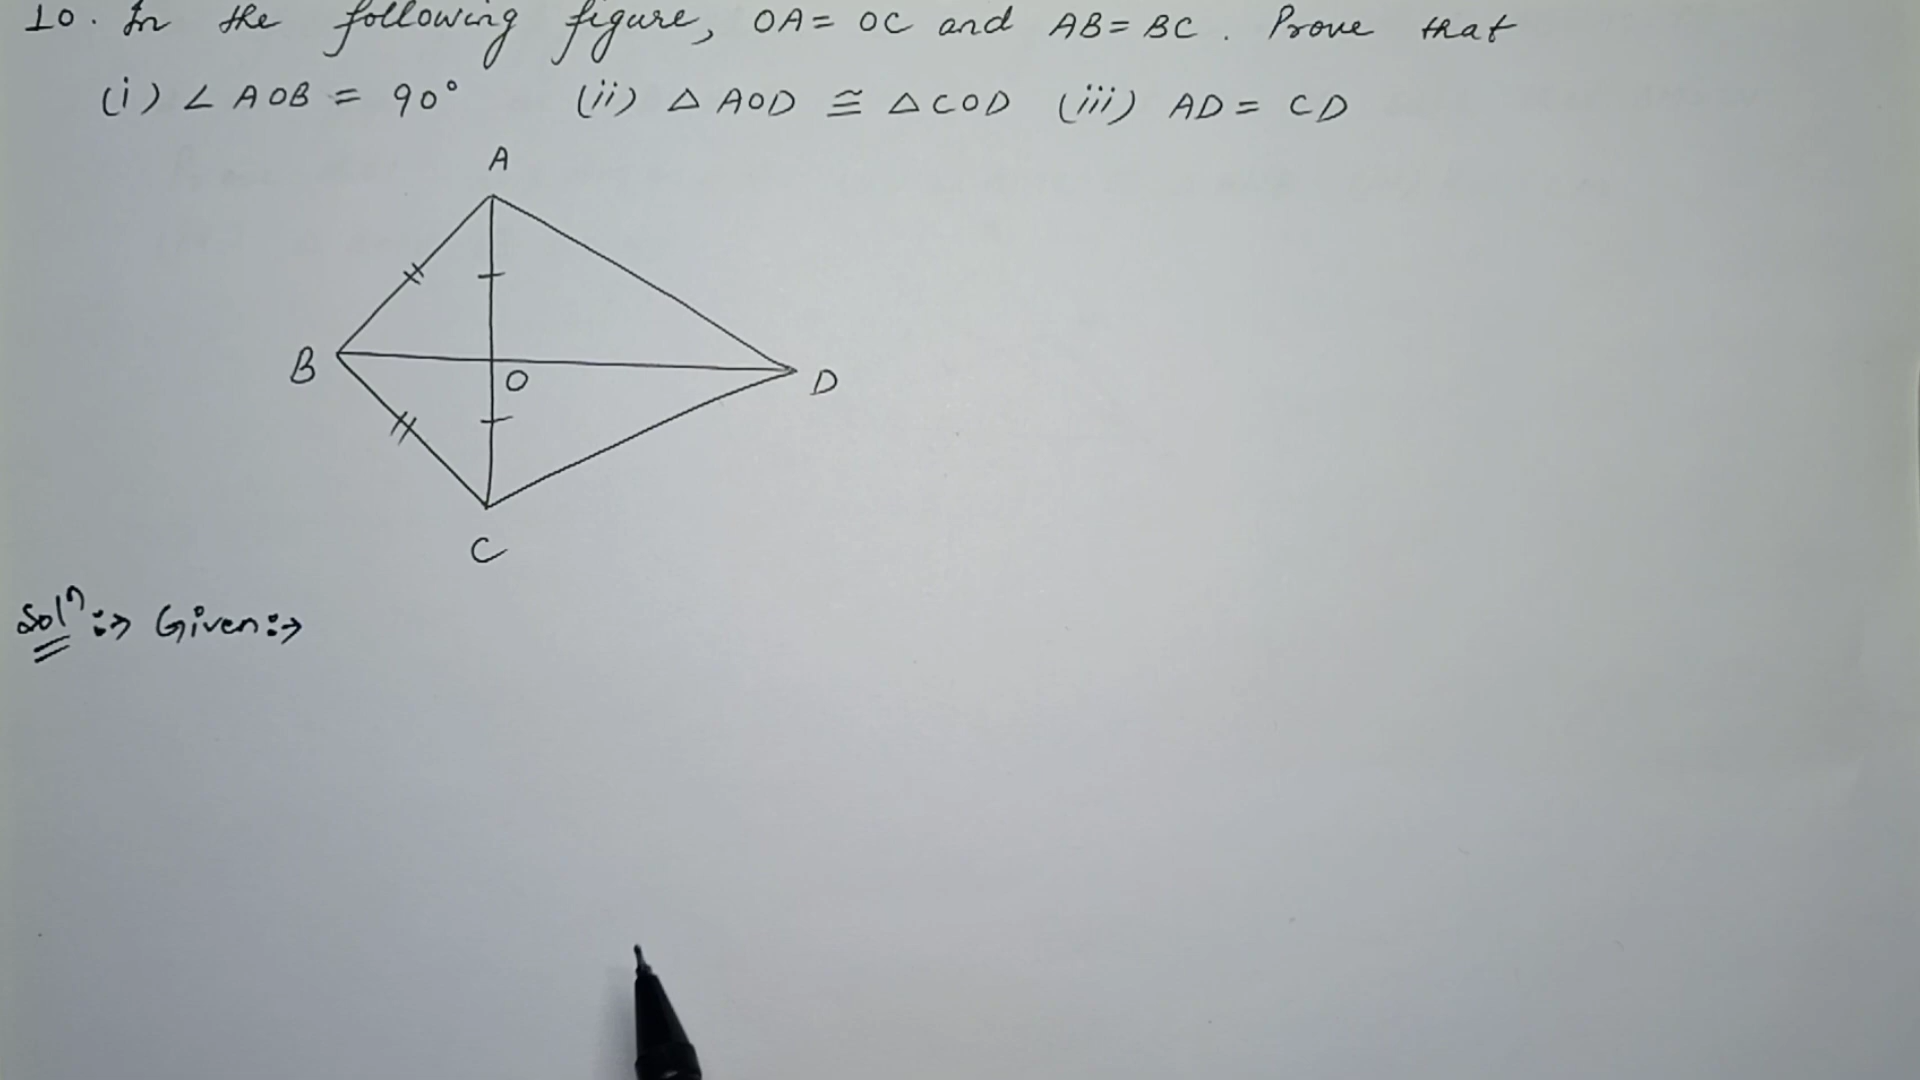 10. In the following figure, OA = OC and AB = BC. Prove that
(i) ∠AOB = 90° (ii) △AOD ≅ △COD (iii) AD = CD
A
B
O
D
C
Solⁿ:→ Given:→